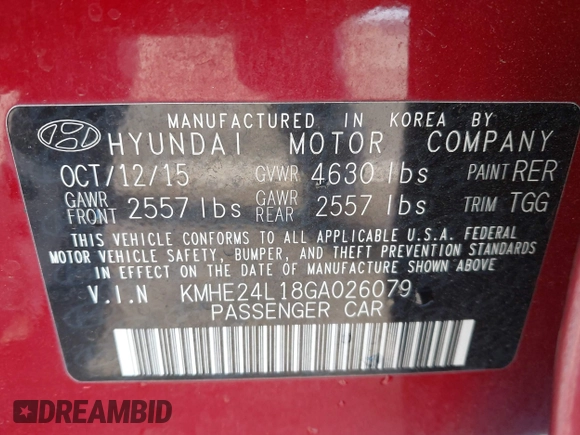 MANUFACTURED IN KOREA BY
HYUNDAI MOTOR COMPANY
OCT/12/15 GVWR 4630 lbs PAINT RER
GAWR FRONT 2557 lbs GAWR REAR 2557 lbs TRIM TGG
THIS VEHICLE CONFORMS TO ALL APPLICABLE U.S.A. FEDERAL
MOTOR VEHICLE SAFETY, BUMPER, AND THEFT PREVENTION STANDARDS
IN EFFECT ON THE DATE OF MANUFACTURE SHOWN ABOVE
V.I.N KMHE24L18GA026079
PASSENGER CAR
DREAMBID